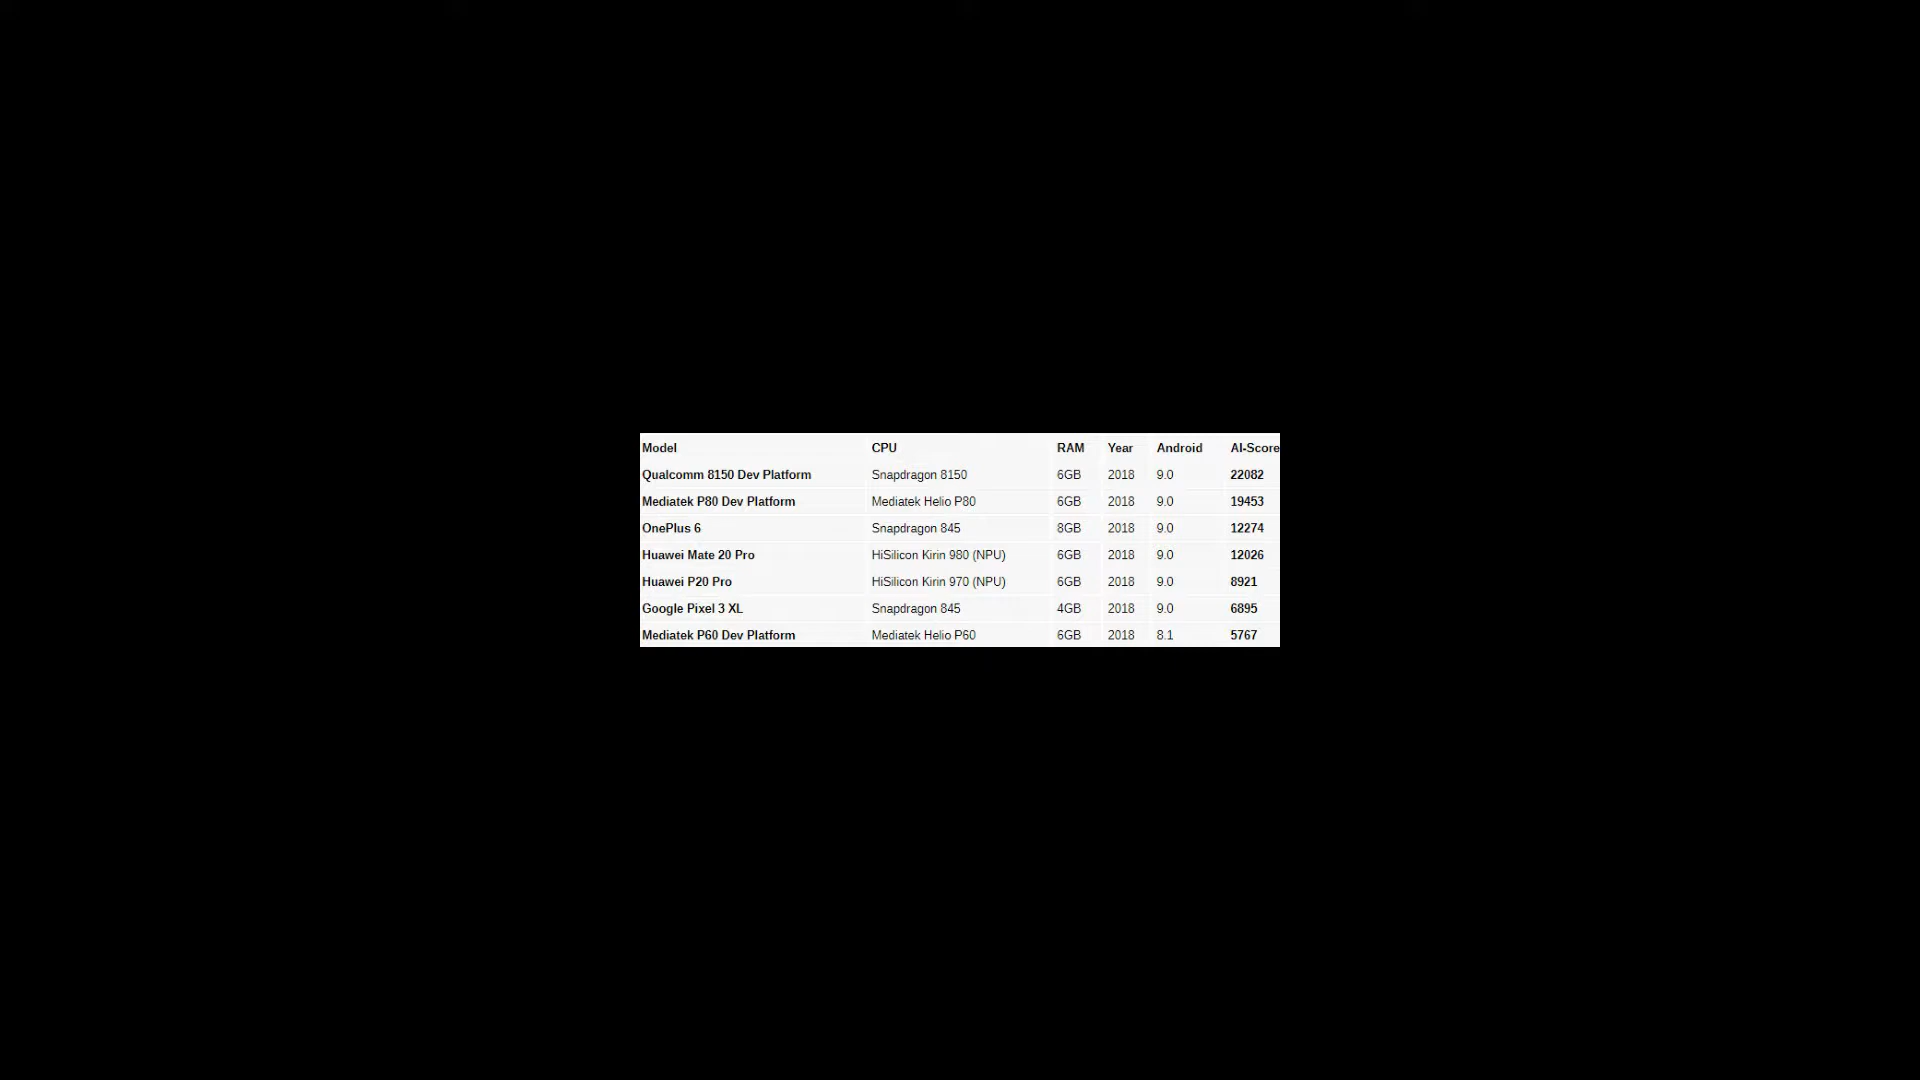 Model CPU RAM Year Android AI-Score
Qualcomm 8150 Dev Platform Snapdragon 8150 6GB 2018 9.0 22082
Mediatek P80 Dev Platform Mediatek Helio P80 6GB 2018 9.0 19453
OnePlus 6 Snapdragon 845 8GB 2018 9.0 12274
Huawei Mate 20 Pro HiSilicon Kirin 980 (NPU) 6GB 2018 9.0 12026
Huawei P20 Pro HiSilicon Kirin 970 (NPU) 6GB 2018 9.0 8921
Google Pixel 3 XL Snapdragon 845 4GB 2018 9.0 6895
Mediatek P60 Dev Platform Mediatek Helio P60 6GB 2018 8.1 5767